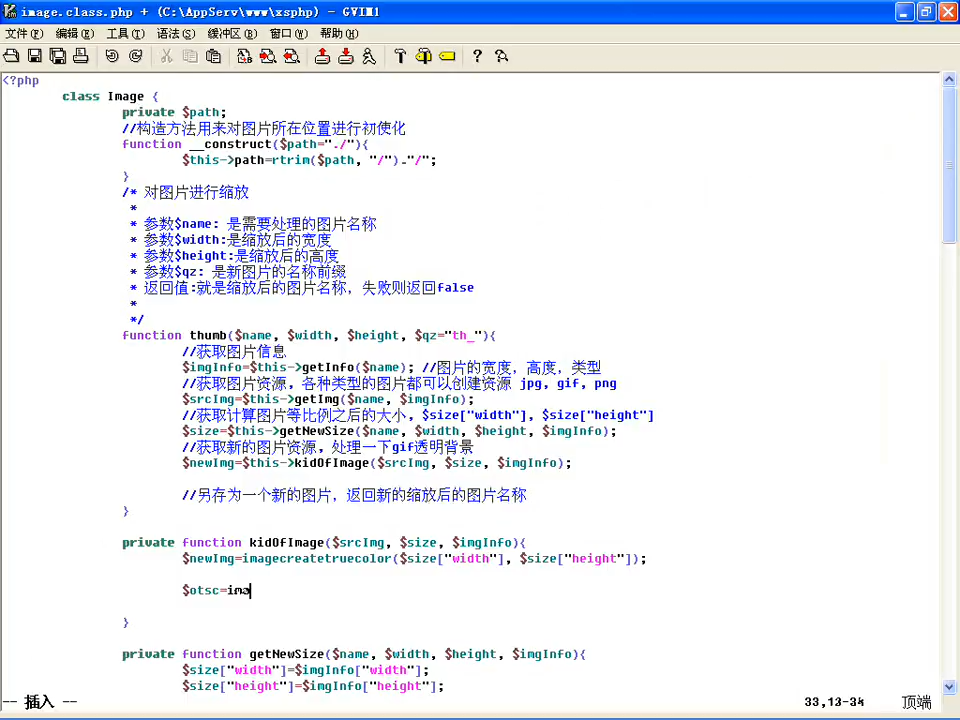 image.class.php + (C:\AppServ\www\xsphp) - GVIM1
文件(F) 编辑(E) 工具(T) 语法(S) 缓冲区(B) 窗口(W) 帮助(H)
<?php
class Image {
private $path;
//构造方法用来对图片所在位置进行初使化
function __construct($path="./"){
$this->path=rtrim($path, "/")."/";
}
/* 对图片进行缩放
*
* 参数$name: 是需要处理的图片名称
* 参数$width:是缩放后的宽度
* 参数$height:是缩放后的高度
* 参数$qz: 是新图片的名称前缀
* 返回值:就是缩放后的图片名称, 失败则返回false
*
*/
function thumb($name, $width, $height, $qz="th_"){
//获取图片信息
$imgInfo=$this->getInfo($name); //图片的宽度, 高度, 类型
//获取图片资源, 各种类型的图片都可以创建资源 jpg, gif, png
$srcImg=$this->getImg($name, $imgInfo);
//获取计算图片等比例之后的大小, $size["width"], $size["height"]
$size=$this->getNewSize($name, $width, $height, $imgInfo);
//获取新的图片资源, 处理一下gif透明背景
$newImg=$this->kidOfImage($srcImg, $size, $imgInfo);
//另存为一个新的图片, 返回新的缩放后的图片名称
}
private function kidOfImage($srcImg, $size, $imgInfo){
$newImg=imagecreatetruecolor($size["width"], $size["height"]);
$otsc=ima
}
private function getNewSize($name, $width, $height, $imgInfo){
$size["width"]=$imgInfo["width"];
$size["height"]=$imgInfo["height"];
-- 插入 -- 33,13-34 顶端